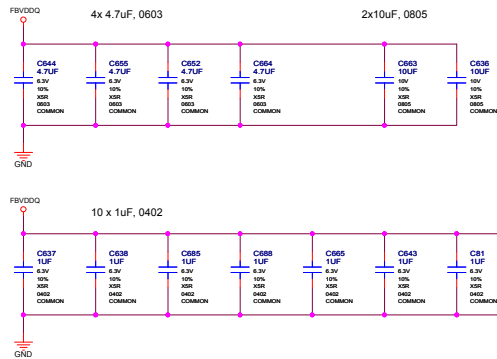 FBVDDQ
4x 4.7uF, 0603
2x10uF, 0805
C644
4.7UF
6.3V
10%
X5R
0603
COMMON
C655
4.7UF
6.3V
10%
X5R
0603
COMMON
C652
4.7UF
6.3V
10%
X5R
0603
COMMON
C664
4.7UF
6.3V
10%
X5R
0603
COMMON
C663
10UF
10V
10%
X5R
0805
COMMON
C636
10UF
10V
10%
X5R
0805
COMMON
GND
FBVDDQ
10 x 1uF, 0402
C637
1UF
6.3V
10%
X5R
0402
COMMON
C638
1UF
6.3V
10%
X5R
0402
COMMON
C685
1UF
6.3V
10%
X5R
0402
COMMON
C688
1UF
6.3V
10%
X5R
0402
COMMON
C665
1UF
6.3V
10%
X5R
0402
COMMON
C643
1UF
6.3V
10%
X5R
0402
COMMON
C81
1UF
6.3V
10%
X5R
0402
COMMON
GND